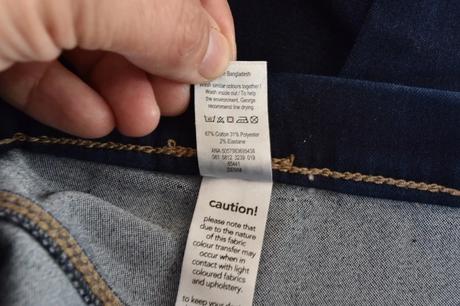 Bangladesh
Wash similar colours together !
Wash inside out ! To help
the environment, George
recommend line drying.
67% Cotton 31% Polyester
2% Elastane
caution!
please note that
due to the nature
of this fabric
colour transfer may
occur when in
contact with light
coloured fabrics
and upholstery.
to keep your